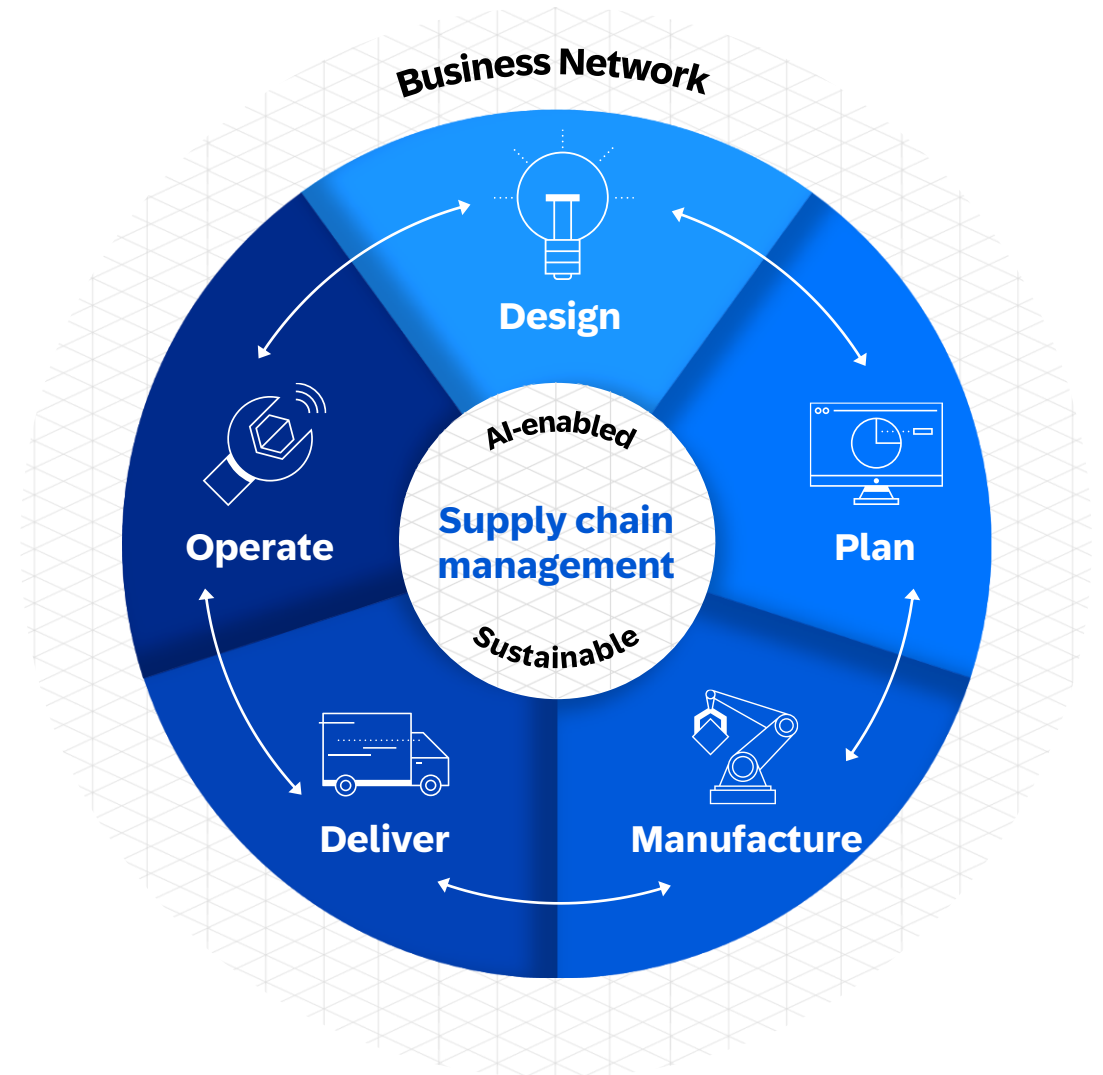 Business Network
Design
Plan
Manufacture
Deliver
Operate
AI-enabled
Supply chain
management
Sustainable